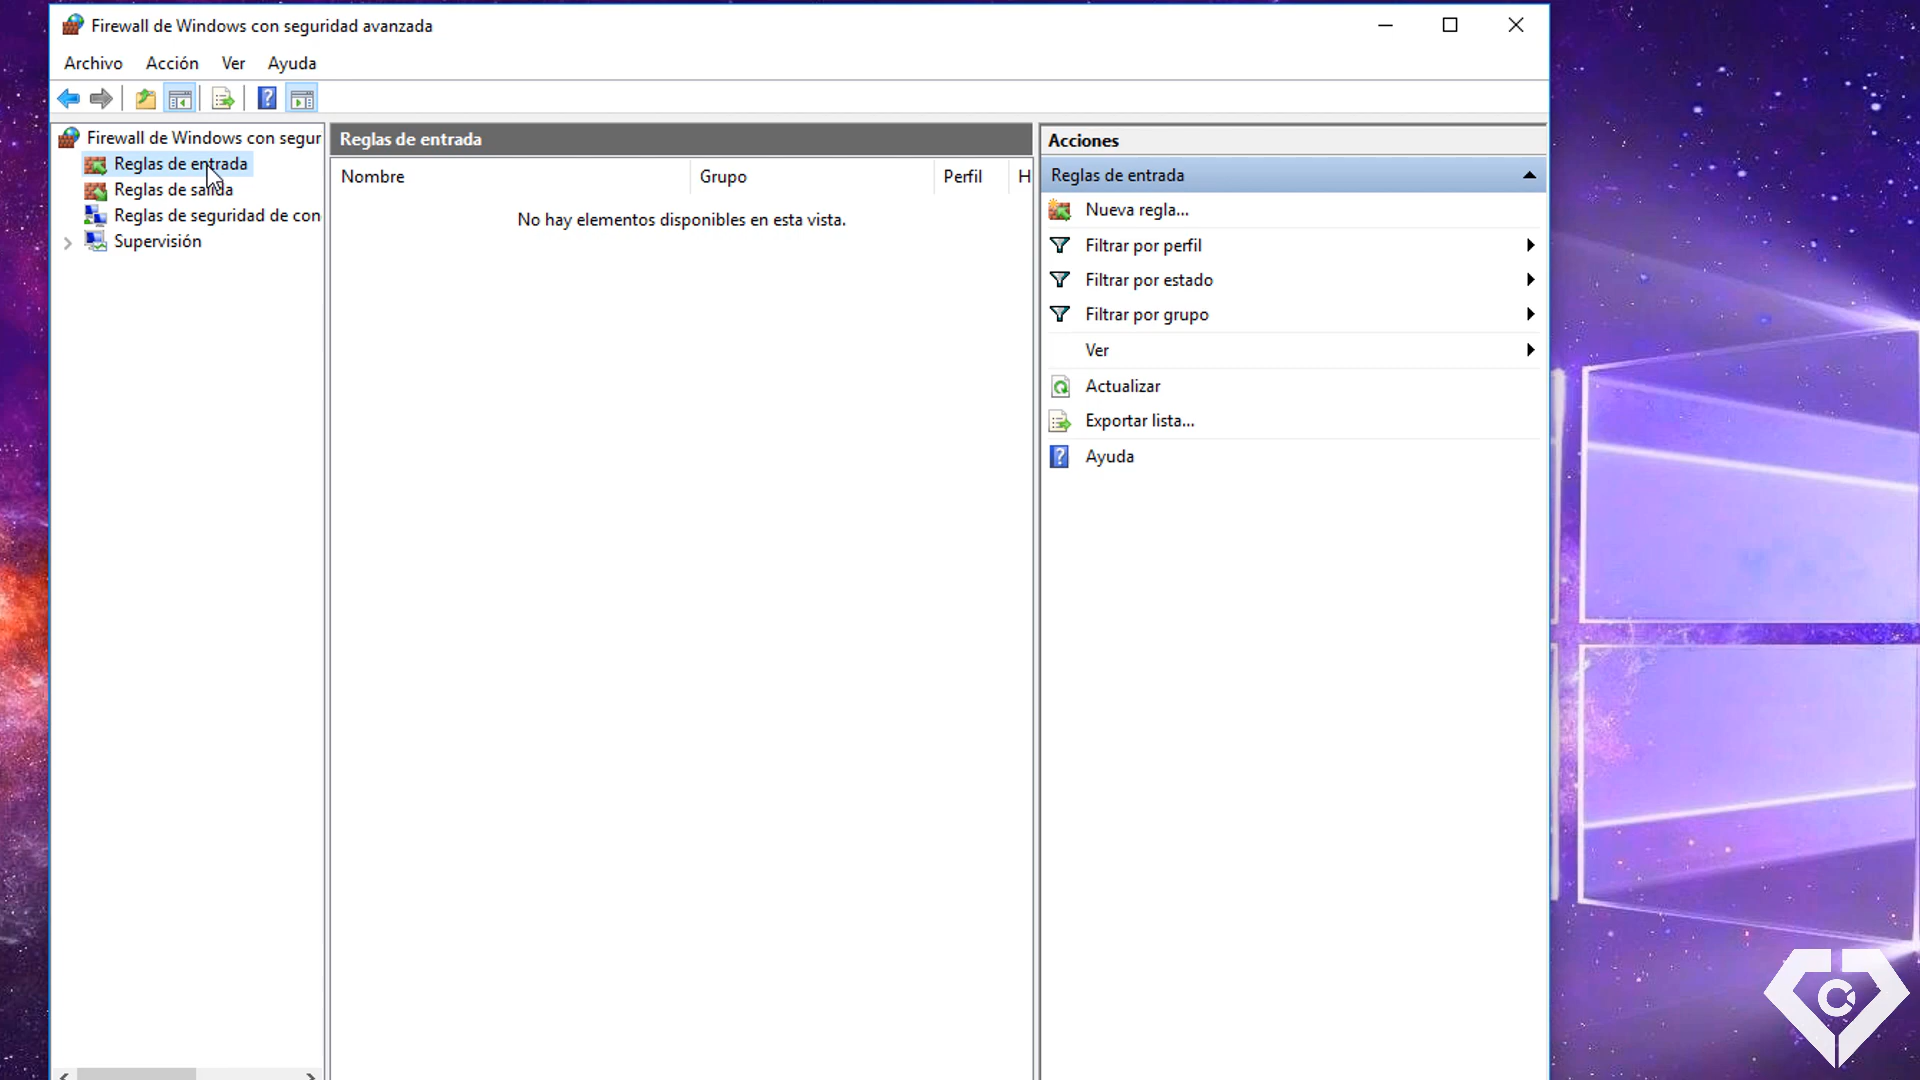 Firewall de Windows con seguridad avanzada
Archivo Acción Ver Ayuda
Firewall de Windows con segur
Reglas de entrada
Reglas de salida
Reglas de seguridad de con
Supervisión
Reglas de entrada
Nombre Grupo Perfil H
No hay elementos disponibles en esta vista.
Acciones
Reglas de entrada
Nueva regla...
Filtrar por perfil
Filtrar por estado
Filtrar por grupo
Ver
Actualizar
Exportar lista...
Ayuda